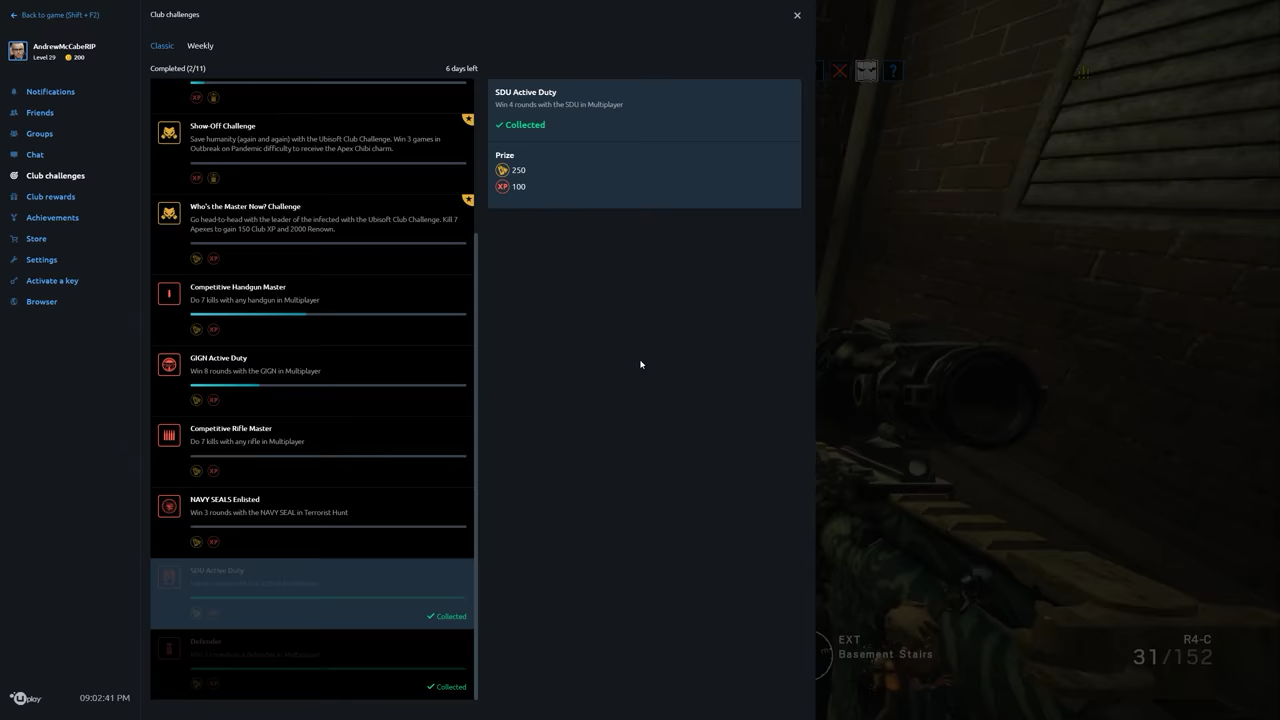 Back to game (Shift + F2)
AndrewMcCabeRIP
Level 29 200
Notifications
Friends
Groups
Chat
Club challenges
Club rewards
Achievements
Store
Settings
Activate a key
Browser
Uplay
09:02:41 PM
Club challenges
Classic Weekly
Completed (2/11) 6 days left
XP
Show-Off Challenge
Save humanity (again and again) with the Ubisoft Club Challenge. Win 3 games in
Outbreak on Pandemic difficulty to receive the Apex Chibi charm.
XP
Who's the Master Now? Challenge
Go head-to-head with the leader of the infected with the Ubisoft Club Challenge. Kill 7
Apexes to gain 150 Club XP and 2000 Renown.
XP
Competitive Handgun Master
Do 7 kills with any handgun in Multiplayer
XP
GIGN Active Duty
Win 8 rounds with the GIGN in Multiplayer
XP
Competitive Rifle Master
Do 7 kills with any rifle in Multiplayer
XP
NAVY SEALS Enlisted
Win 3 rounds with the NAVY SEAL in Terrorist Hunt
XP
SDU Active Duty
Collected
Defender
Collected
SDU Active Duty
Win 4 rounds with the SDU in Multiplayer
Collected
Prize
250
XP 100
?
EXT
Basement Stairs
R4-C
31/152